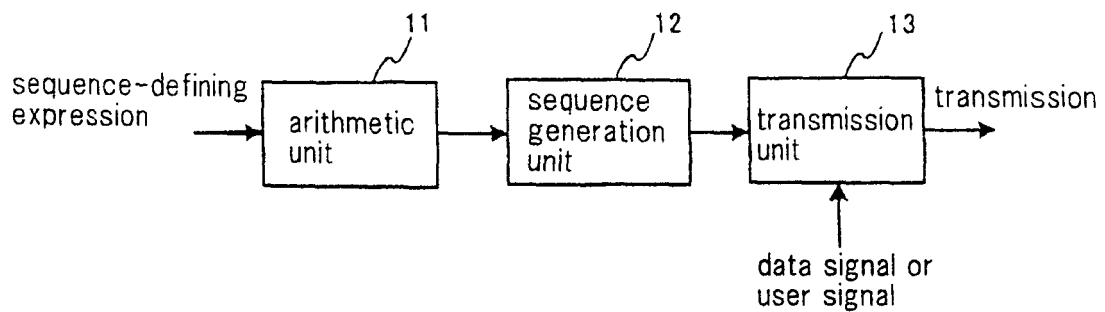 11
12
13
sequence-defining
expression
arithmetic
unit
sequence
generation
unit
transmission
unit
transmission
data signal or
user signal